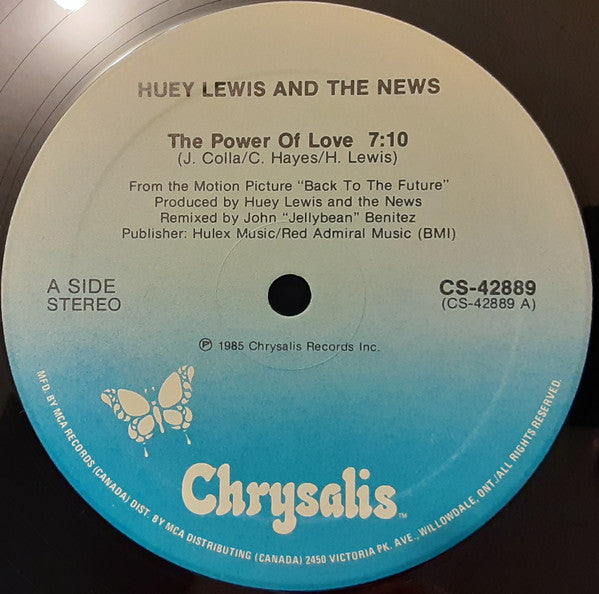 HUEY LEWIS AND THE NEWS
The Power Of Love 7:10
(J. Colla/C. Hayes/H. Lewis)
From the Motion Picture "Back To The Future"
Produced by Huey Lewis and the News
Remixed by John "Jellybean" Benitez
Publisher: Hulex Music/Red Admiral Music (BMI)
A SIDE
STEREO
CS-42889
(CS-42889 A)
℗ 1985 Chrysalis Records Inc.
Chrysalis™
MFD. BY MCA RECORDS (CANADA) DIST. BY MCA DISTRIBUTING (CANADA) 2450 VICTORIA PK. AVE., WILLOWDALE, ONT./ALL RIGHTS RESERVED.